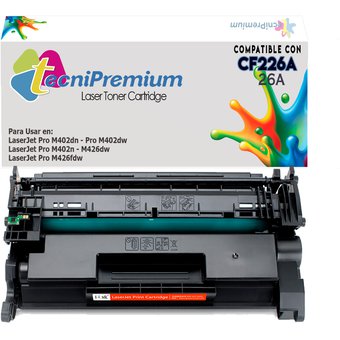 COMPATIBLE CON
CF226A
26A
TecniPremium
Laser Toner Cartridge
Para Usar en:
LaserJet Pro M402dn - Pro M402dw
LaserJet Pro M402n - M426dw
LaserJet Pro M426fdw
LaserJet Print Cartridge